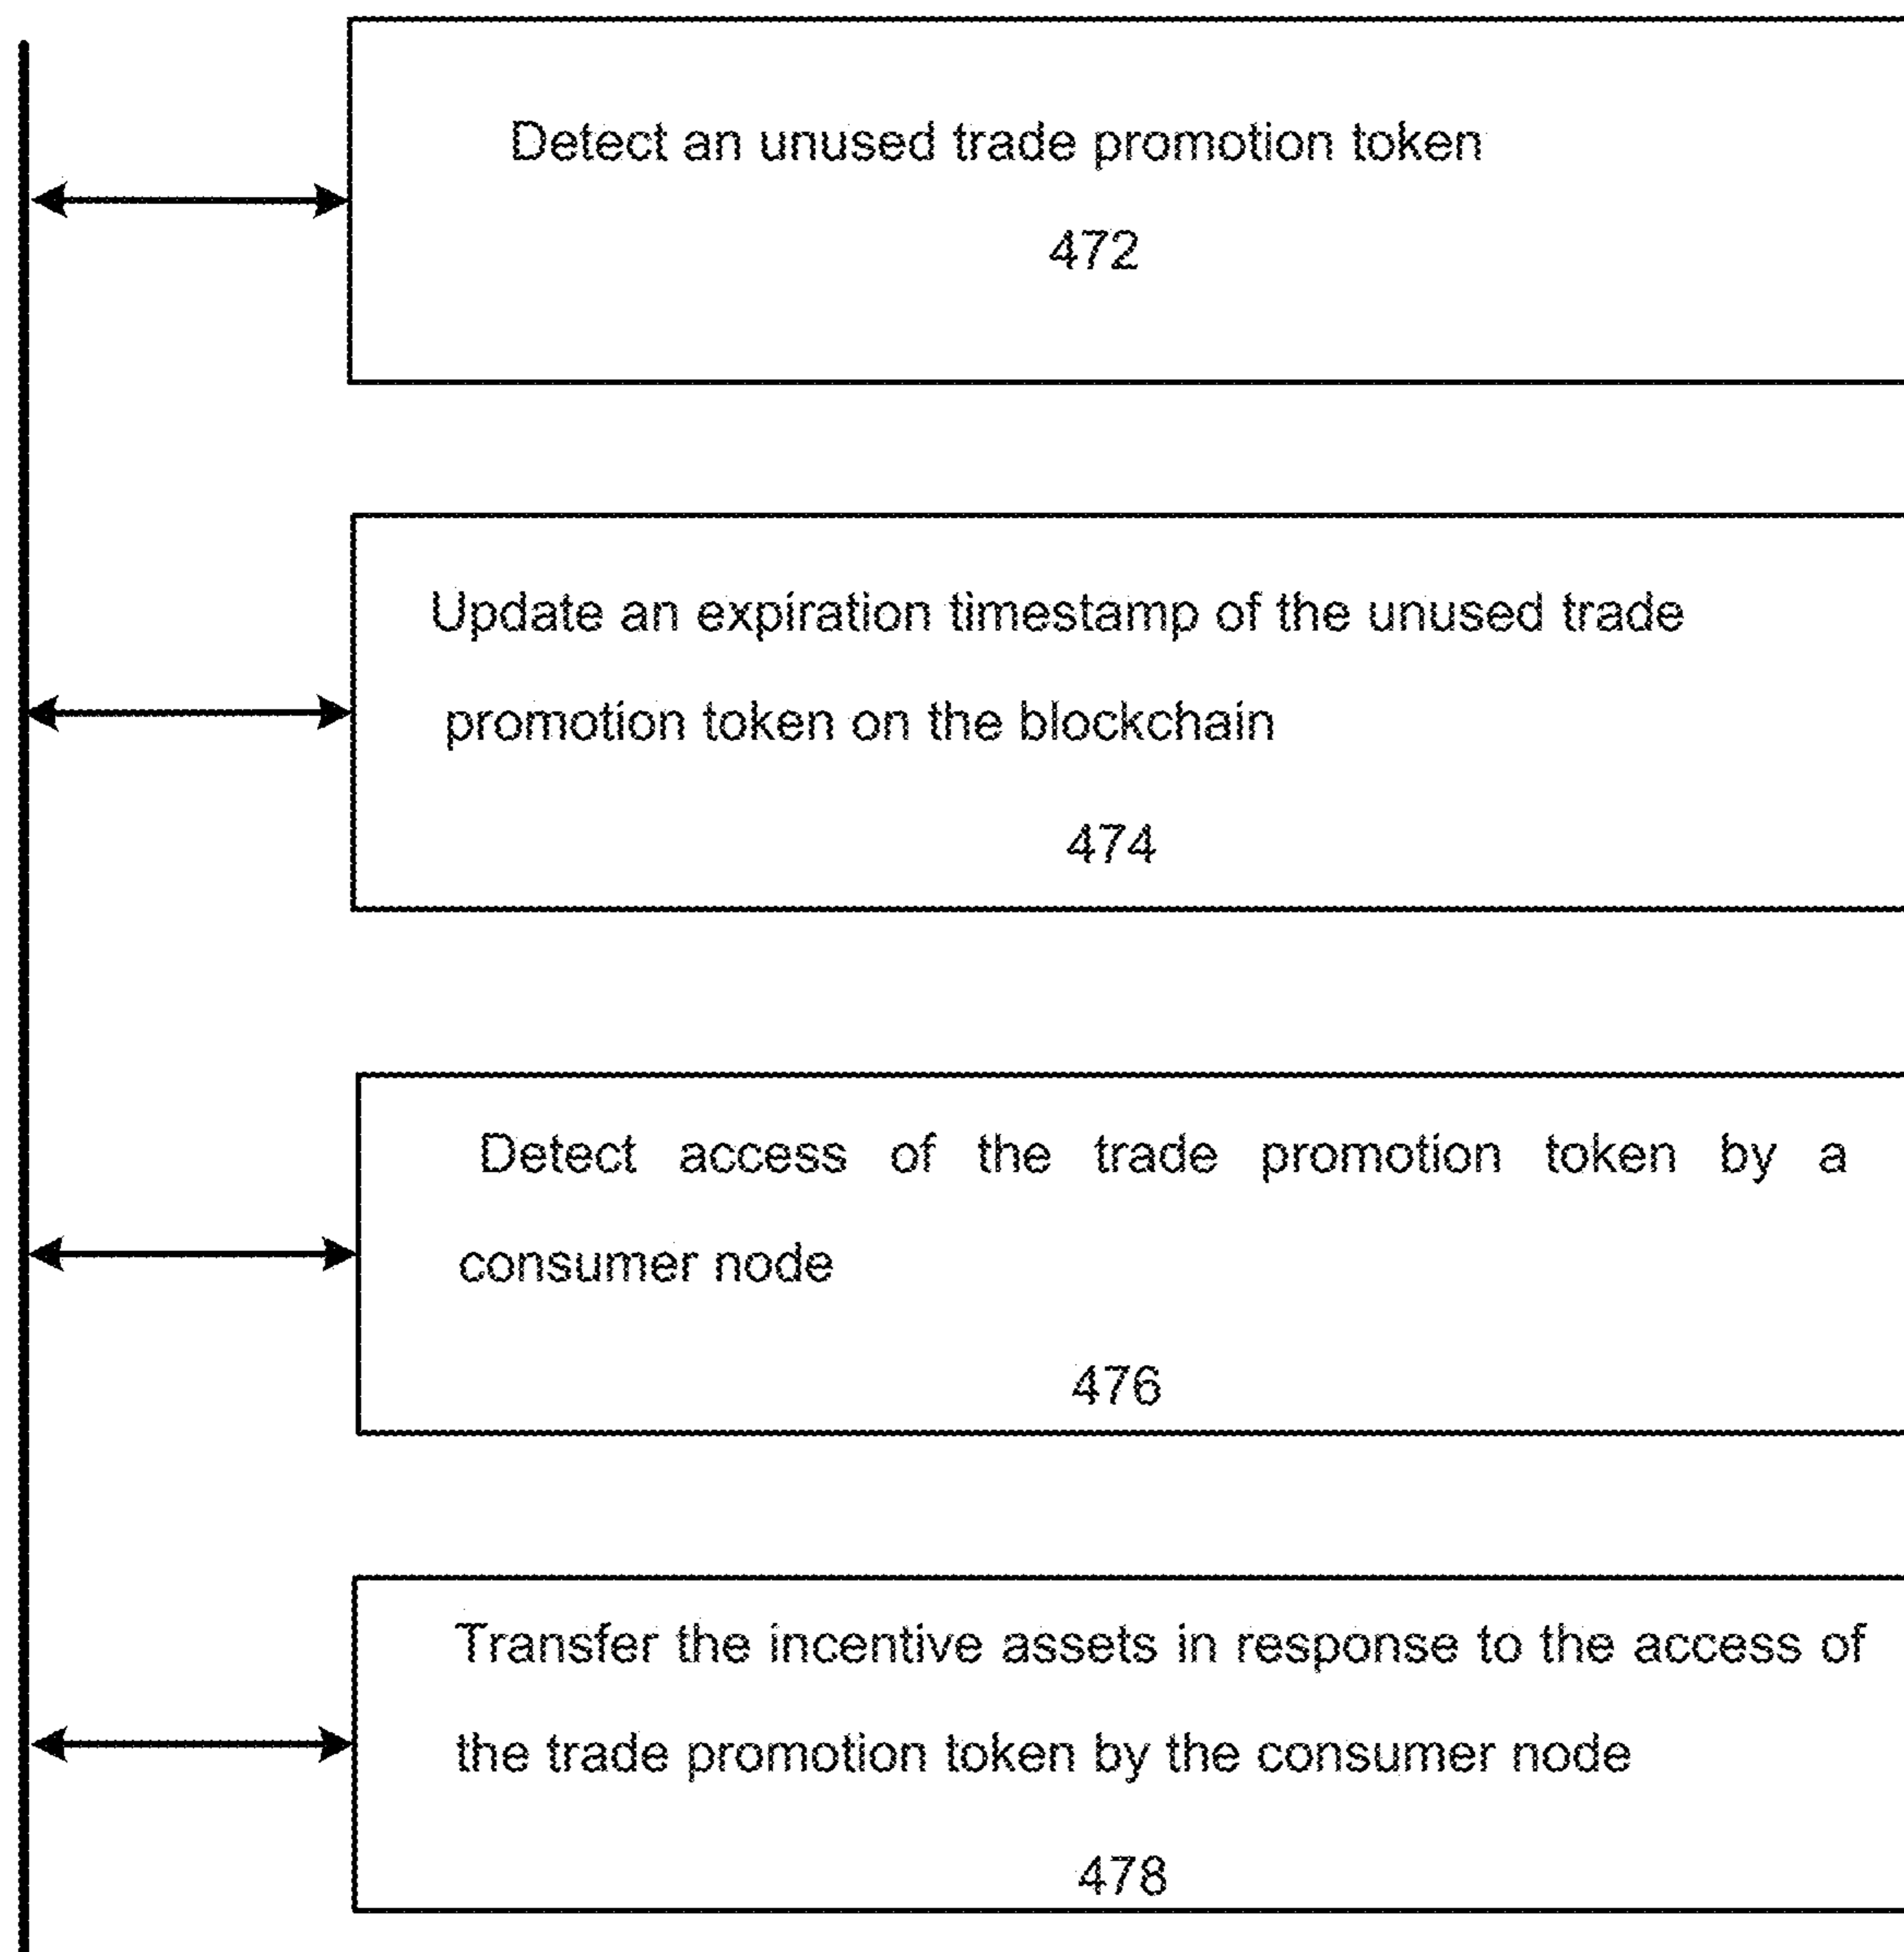 Detect an unused trade promotion token
472
Update an expiration timestamp of the unused trade
promotion token on the blockchain
474
Detect access of the trade promotion token by a
consumer node
476
Transfer the incentive assets in response to the access of
the trade promotion token by the consumer node
478